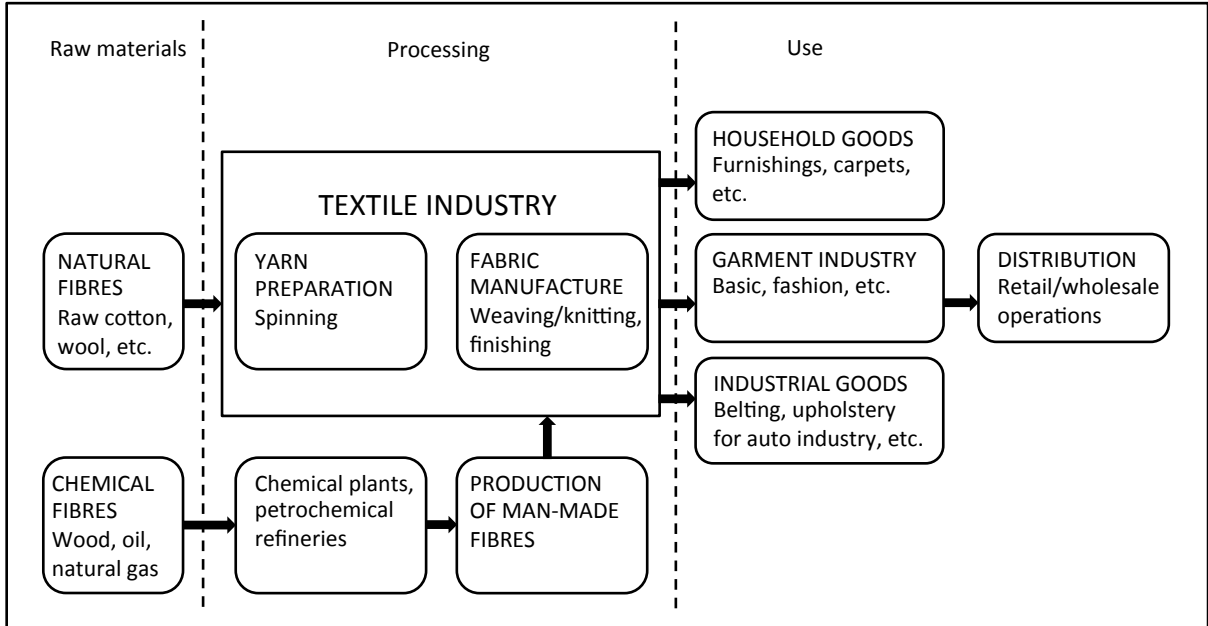 Raw materials
Processing
Use
HOUSEHOLD GOODS
Furnishings, carpets,
etc.
TEXTILE INDUSTRY
NATURAL
FIBRES
Raw cotton,
wool, etc.
YARN
PREPARATION
Spinning
FABRIC
MANUFACTURE
Weaving/knitting,
finishing
GARMENT INDUSTRY
Basic, fashion, etc.
DISTRIBUTION
Retail/wholesale
operations
INDUSTRIAL GOODS
Belting, upholstery
for auto industry, etc.
CHEMICAL
FIBRES
Wood, oil,
natural gas
Chemical plants,
petrochemical
refineries
PRODUCTION
OF MAN-MADE
FIBRES